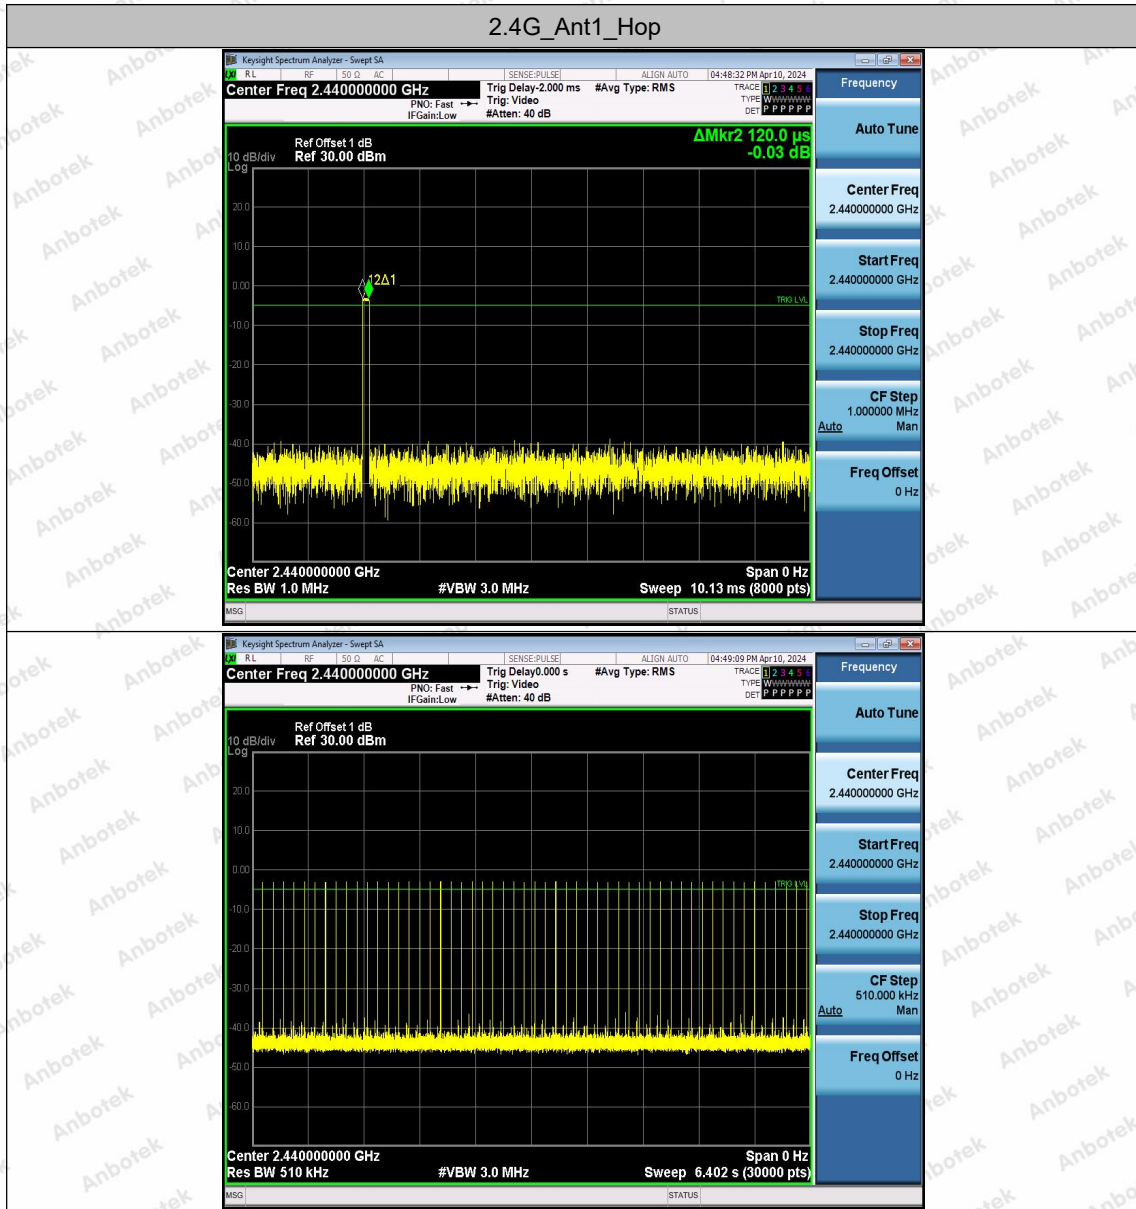 2.4G_Ant1_Hop
Keysight Spectrum Analyzer - Swept SA
LXI RL RF 50 Ω AC SENSE:PULSE ALIGN AUTO 04:48:32 PM Apr 10, 2024
Center Freq 2.440000000 GHz
PNO: Fast
IFGain:Low
Trig Delay-2.000 ms
Trig: Video
#Atten: 40 dB
#Avg Type: RMS
TRACE 1 2 3 4 5 6
TYPE WWWWWW
DET P P P P P P
Ref Offset 1 dB
10 dB/div Ref 30.00 dBm
Log
ΔMkr2 120.0 µs
-0.03 dB
20.0
10.0
0.00
-10.0
-20.0
-30.0
-40.0
-50.0
-60.0
12Δ1
TRIG LVL
Center 2.440000000 GHz Span 0 Hz
Res BW 1.0 MHz #VBW 3.0 MHz Sweep 10.13 ms (8000 pts)
MSG STATUS
Frequency
Auto Tune
Center Freq
2.440000000 GHz
Start Freq
2.440000000 GHz
Stop Freq
2.440000000 GHz
CF Step
1.000000 MHz
Auto Man
Freq Offset
0 Hz
Keysight Spectrum Analyzer - Swept SA
LXI RL RF 50 Ω AC SENSE:PULSE ALIGN AUTO 04:49:09 PM Apr 10, 2024
Center Freq 2.440000000 GHz
PNO: Fast
IFGain:Low
Trig Delay0.000 s
Trig: Video
#Atten: 40 dB
#Avg Type: RMS
TRACE 1 2 3 4 5 6
TYPE WWWWWW
DET P P P P P P
Ref Offset 1 dB
10 dB/div Ref 30.00 dBm
Log
20.0
10.0
0.00
-10.0
-20.0
-30.0
-40.0
-50.0
-60.0
TRIG LVL
Center 2.440000000 GHz Span 0 Hz
Res BW 510 kHz #VBW 3.0 MHz Sweep 6.402 s (30000 pts)
MSG STATUS
Frequency
Auto Tune
Center Freq
2.440000000 GHz
Start Freq
2.440000000 GHz
Stop Freq
2.440000000 GHz
CF Step
510.000 kHz
Auto Man
Freq Offset
0 Hz
Anbotek